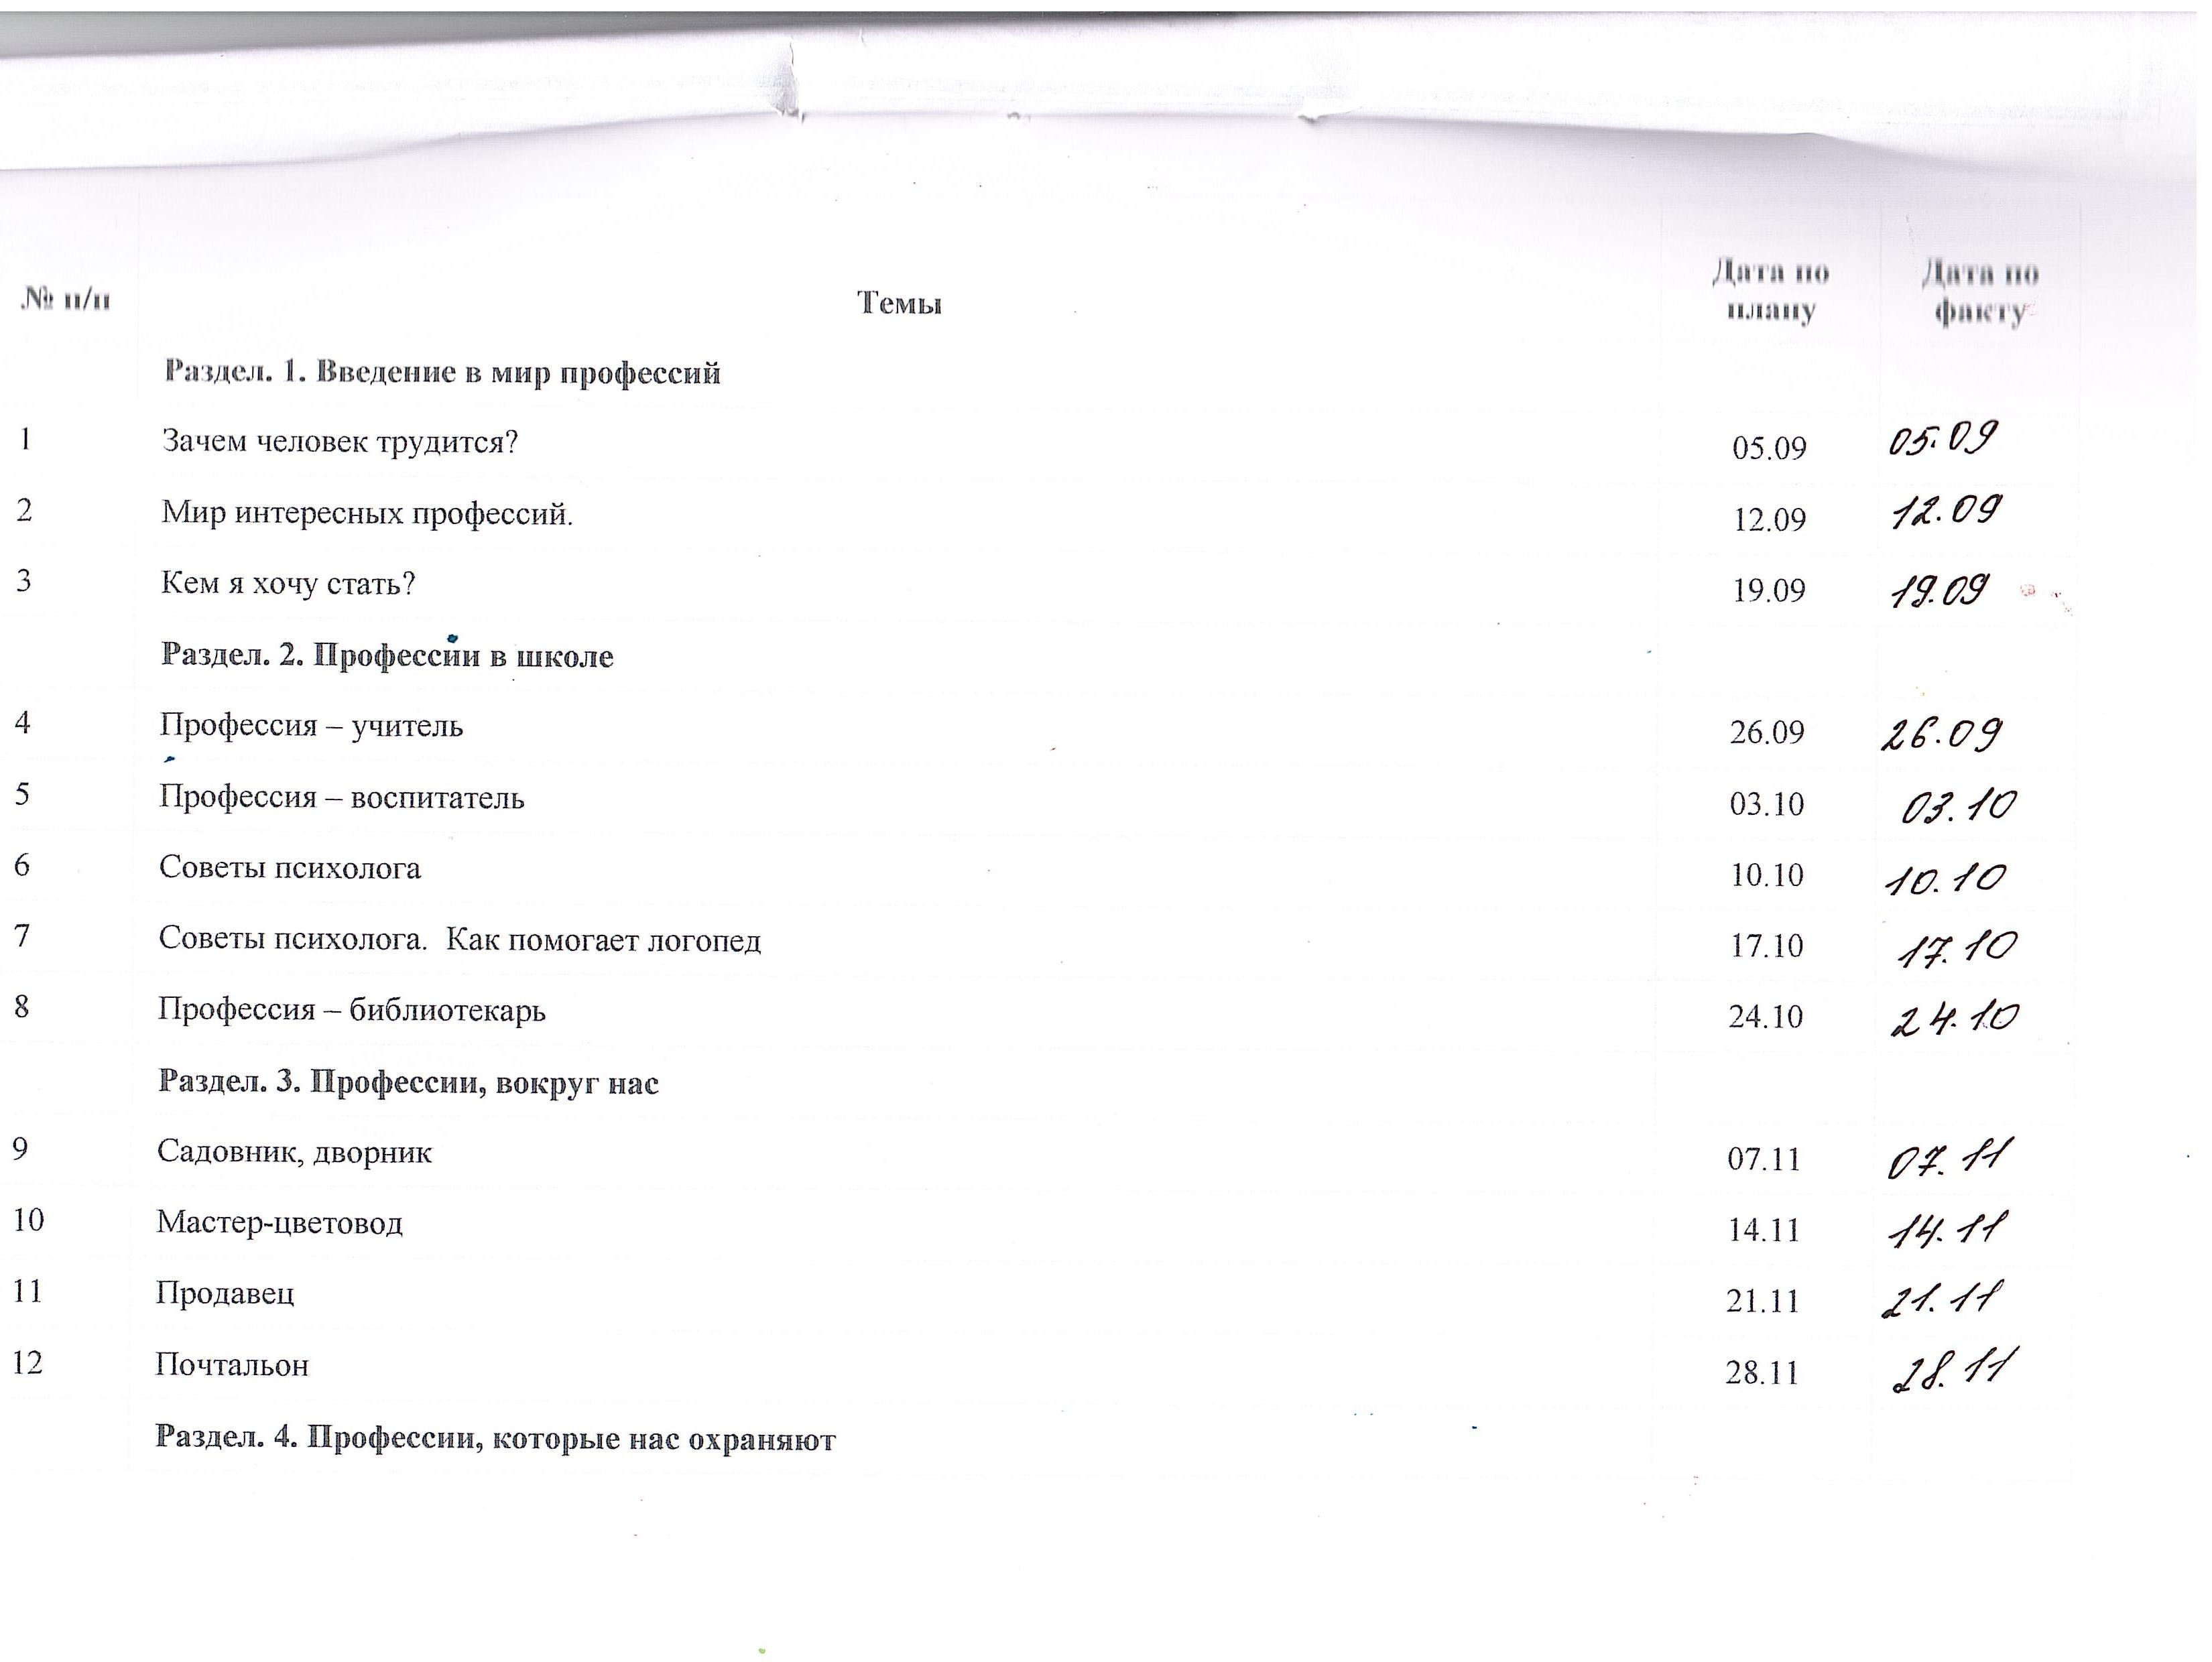 № п/п Темы Дата по плану Дата по факту
Раздел. 1. Введение в мир профессий
1 Зачем человек трудится? 05.09 05.09
2 Мир интересных профессий. 12.09 12.09
3 Кем я хочу стать? 19.09 19.09
Раздел. 2. Профессии в школе
4 Профессия – учитель 26.09 26.09
5 Профессия – воспитатель 03.10 03.10
6 Советы психолога 10.10 10.10
7 Советы психолога.  Как помогает логопед 17.10 17.10
8 Профессия – библиотекарь 24.10 24.10
Раздел. 3. Профессии, вокруг нас
9 Садовник, дворник 07.11 07.11
10 Мастер-цветовод 14.11 14.11
11 Продавец 21.11 21.11
12 Почтальон 28.11 28.11
Раздел. 4. Профессии, которые нас охраняют